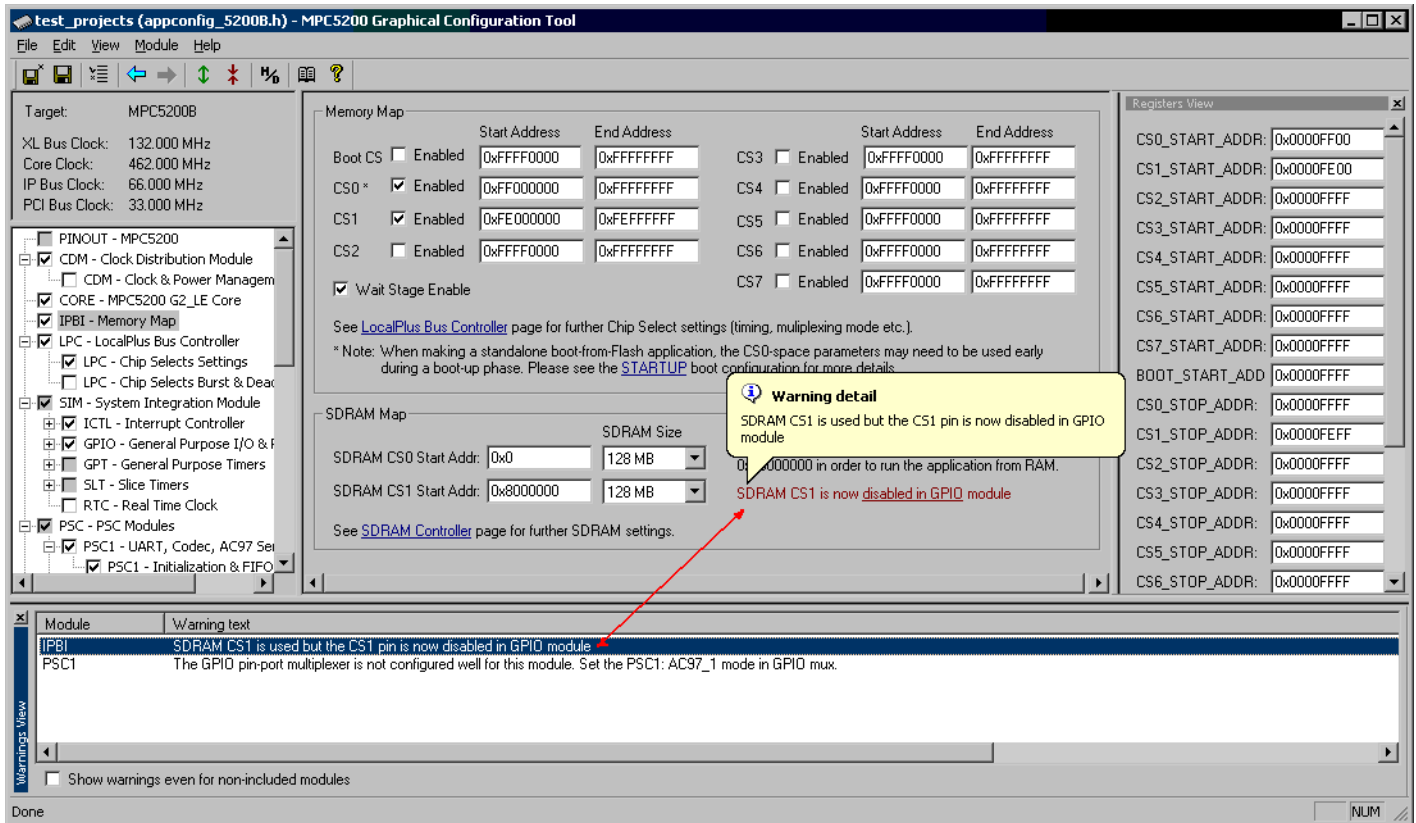 test_projects (appconfig_5200B.h) - MPC5200 Graphical Configuration Tool
File Edit View Module Help
H/D
Target: MPC5200B
XL Bus Clock: 132.000 MHz
Core Clock: 462.000 MHz
IP Bus Clock: 66.000 MHz
PCI Bus Clock: 33.000 MHz
PINOUT - MPC5200
CDM - Clock Distribution Module
CDM - Clock & Power Managem
CORE - MPC5200 G2_LE Core
IPBI - Memory Map
LPC - LocalPlus Bus Controller
LPC - Chip Selects Settings
LPC - Chip Selects Burst & Deac
SIM - System Integration Module
ICTL - Interrupt Controller
GPIO - General Purpose I/O &
GPT - General Purpose Timers
SLT - Slice Timers
RTC - Real Time Clock
PSC - PSC Modules
PSC1 - UART, Codec, AC97 Ser
PSC1 - Initialization & FIFO
Memory Map
Start Address End Address Start Address End Address
Boot CS Enabled 0xFFFF0000 0xFFFFFFFF CS3 Enabled 0xFFFF0000 0xFFFFFFFF
CS0 * Enabled 0xFF000000 0xFFFFFFFF CS4 Enabled 0xFFFF0000 0xFFFFFFFF
CS1 Enabled 0xFE000000 0xFEFFFFFF CS5 Enabled 0xFFFF0000 0xFFFFFFFF
CS2 Enabled 0xFFFF0000 0xFFFFFFFF CS6 Enabled 0xFFFF0000 0xFFFFFFFF
Wait Stage Enable CS7 Enabled 0xFFFF0000 0xFFFFFFFF
See LocalPlus Bus Controller page for further Chip Select settings (timing, muliplexing mode etc.).
* Note: When making a standalone boot-from-Flash application, the CS0-space parameters may need to be used early
during a boot-up phase. Please see the STARTUP boot configuration for more details
Warning detail
SDRAM CS1 is used but the CS1 pin is now disabled in GPIO
module
SDRAM Map
SDRAM Size
SDRAM CS0 Start Addr: 0x0 128 MB
in order to run the application from RAM.
SDRAM CS1 Start Addr: 0x8000000 128 MB SDRAM CS1 is now disabled in GPIO module
See SDRAM Controller page for further SDRAM settings.
Registers View
CS0_START_ADDR: 0x0000FF00
CS1_START_ADDR: 0x0000FE00
CS2_START_ADDR: 0x0000FFFF
CS3_START_ADDR: 0x0000FFFF
CS4_START_ADDR: 0x0000FFFF
CS5_START_ADDR: 0x0000FFFF
CS6_START_ADDR: 0x0000FFFF
CS7_START_ADDR: 0x0000FFFF
BOOT_START_ADD 0x0000FFFF
CS0_STOP_ADDR: 0x0000FFFF
CS1_STOP_ADDR: 0x0000FEFF
CS2_STOP_ADDR: 0x0000FFFF
CS3_STOP_ADDR: 0x0000FFFF
CS4_STOP_ADDR: 0x0000FFFF
CS5_STOP_ADDR: 0x0000FFFF
CS6_STOP_ADDR: 0x0000FFFF
Warnings View
Module Warning text
IPBI SDRAM CS1 is used but the CS1 pin is now disabled in GPIO module
PSC1 The GPIO pin-port multiplexer is not configured well for this module. Set the PSC1: AC97_1 mode in GPIO mux.
Show warnings even for non-included modules
Done NUM